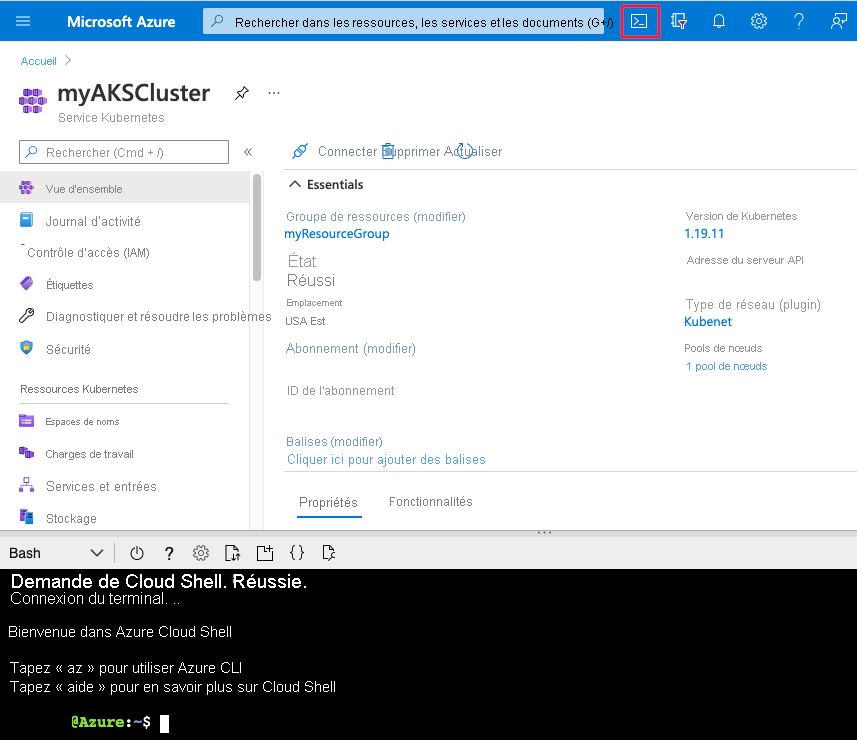 Microsoft Azure
Rechercher dans les ressources, les services et les documents (G+/)
Accueil
myAKSCluster
Service Kubernetes
Rechercher (Cmd + /)
Connecter Supprimer Actualiser
Vue d'ensemble
Journal d'activité
Contrôle d'accès (IAM)
Étiquettes
Diagnostiquer et résoudre les problèmes
Sécurité
Ressources Kubernetes
Espaces de noms
Charges de travail
Services et entrées
Stockage
Essentials
Groupe de ressources (modifier)
myResourceGroup
État
Réussi
Emplacement
USA Est
Abonnement (modifier)
ID de l'abonnement
Balises (modifier)
Cliquer ici pour ajouter des balises
Version de Kubernetes
1.19.11
Adresse du serveur API
Type de réseau (plugin)
Kubenet
Pools de nœuds
1 pool de nœuds
Propriétés
Fonctionnalités
Bash
Demande de Cloud Shell. Réussie.
Connexion du terminal. ..
Bienvenue dans Azure Cloud Shell
Tapez « az » pour utiliser Azure CLI
Tapez « aide » pour en savoir plus sur Cloud Shell
@Azure:~$